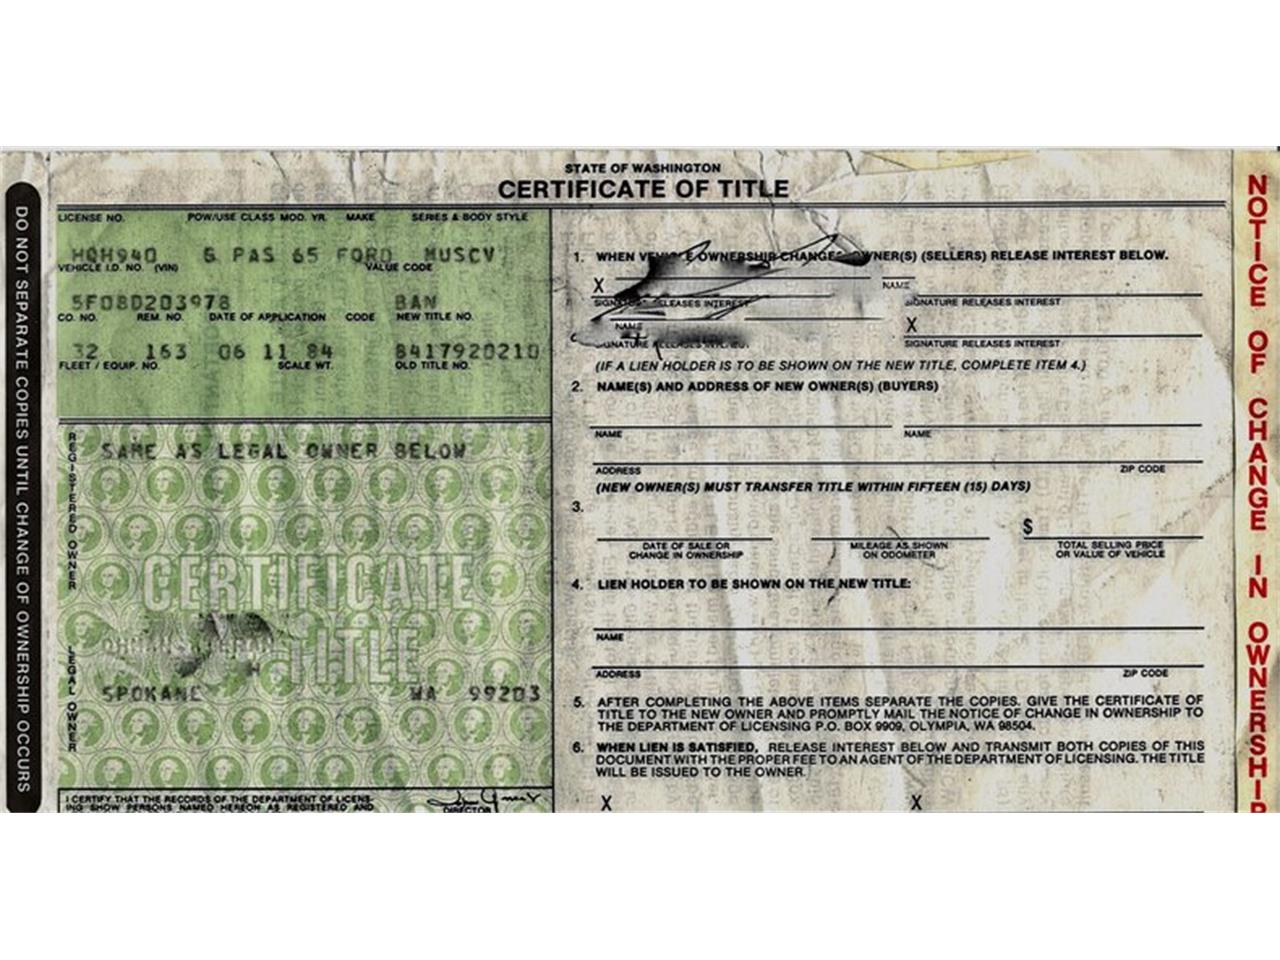 STATE OF WASHINGTON
CERTIFICATE OF TITLE
DO NOT SEPARATE COPIES UNTIL CHANGE OF OWNERSHIP OCCURS
LICENSE NO. POW/USE CLASS MOD. YR. MAKE SERIES & BODY STYLE
HQH940 G PAS 65 FORD MUSCV
VEHICLE I.D. NO. (VIN) VALUE CODE
5F08D203978 BAN
CO. NO. REM. NO. DATE OF APPLICATION CODE NEW TITLE NO.
32 163 06 11 84 8417920210
FLEET / EQUIP. NO. SCALE WT. OLD TITLE NO.
REGISTERED OWNER
SAME AS LEGAL OWNER BELOW
CERTIFICATE
TITLE
LEGAL OWNER
SPOKANE WA 99203
I CERTIFY THAT THE RECORDS OF THE DEPARTMENT OF LICENS-
ING SHOW PERSONS NAMED HEREON AS REGISTERED AND
DIRECTOR
1. WHEN OWNERSHIP CHANGES (SELLERS) RELEASE INTEREST BELOW.
X NAME
RELEASES INTEREST SIGNATURE RELEASES INTEREST
NAME X
SIGNATURE RELEASES INTEREST
(IF A LIEN HOLDER IS TO BE SHOWN ON THE NEW TITLE, COMPLETE ITEM 4.)
2. NAME(S) AND ADDRESS OF NEW OWNER(S) (BUYERS)
NAME NAME
ADDRESS ZIP CODE
(NEW OWNER(S) MUST TRANSFER TITLE WITHIN FIFTEEN (15) DAYS)
3.
$
DATE OF SALE OR MILEAGE AS SHOWN TOTAL SELLING PRICE
CHANGE IN OWNERSHIP ON ODOMETER OR VALUE OF VEHICLE
4. LIEN HOLDER TO BE SHOWN ON THE NEW TITLE:
NAME
ADDRESS ZIP CODE
5. AFTER COMPLETING THE ABOVE ITEMS SEPARATE THE COPIES. GIVE THE CERTIFICATE OF
TITLE TO THE NEW OWNER AND PROMPTLY MAIL THE NOTICE OF CHANGE IN OWNERSHIP TO
THE DEPARTMENT OF LICENSING P.O. BOX 9909, OLYMPIA, WA 98504.
6. WHEN LIEN IS SATISFIED, RELEASE INTEREST BELOW AND TRANSMIT BOTH COPIES OF THIS
DOCUMENT WITH THE PROPER FEE TO AN AGENT OF THE DEPARTMENT OF LICENSING. THE TITLE
WILL BE ISSUED TO THE OWNER.
X X
NOTICE OF CHANGE IN OWNERSHIP